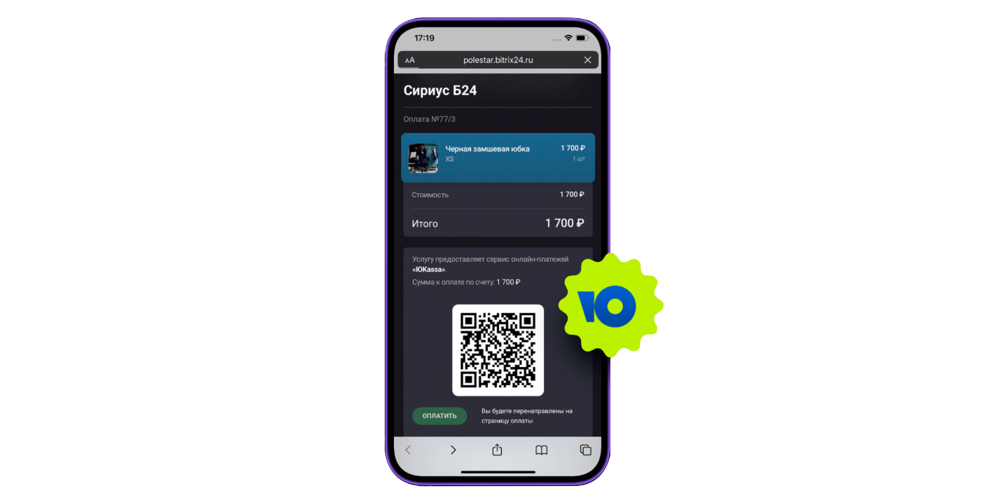 17:19
AA
polestar.bitrix24.ru
Сириус Б24
Оплата №77/3
Черная замшевая юбка
1 700 ₽
XS
1 шт
Стоимость
1 700 ₽
Итого
1 700 ₽
Услугу предоставляет сервис онлайн-платежей
«ЮKassa».
Сумма к оплате по счету: 1 700 ₽
Ю
ОПЛАТИТЬ
Вы будете перенаправлены на
страницу оплаты